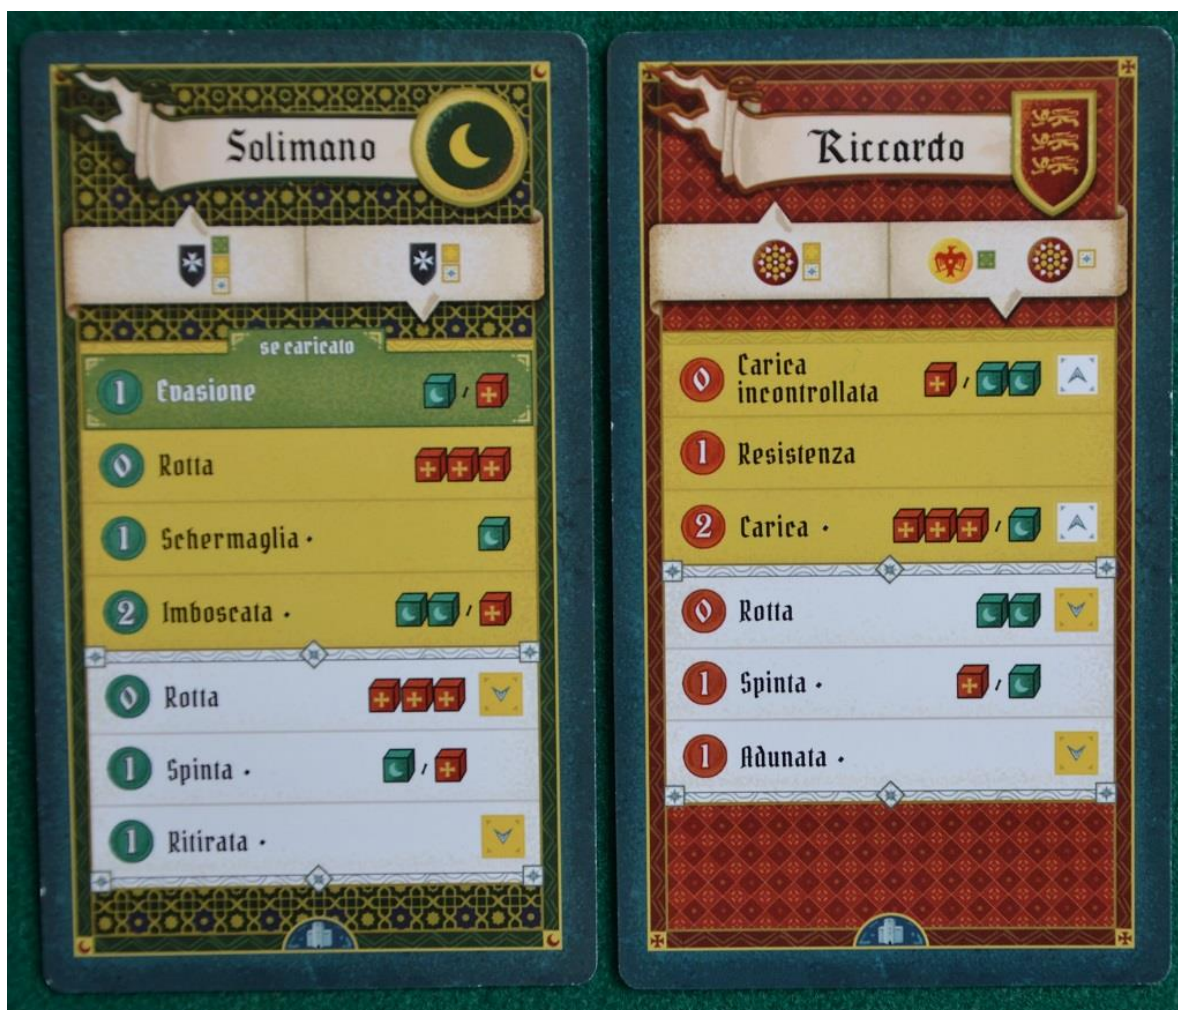 Solimano
se caricato
1 Evasione /
0 Rotta
1 Schermaglia •
2 Imboscata • /
0 Rotta
1 Spinta • /
1 Ritirata •
Riccardo
0 Carica
incontrollata /
1 Resistenza
2 Carica • /
0 Rotta
1 Spinta • /
1 Adunata •